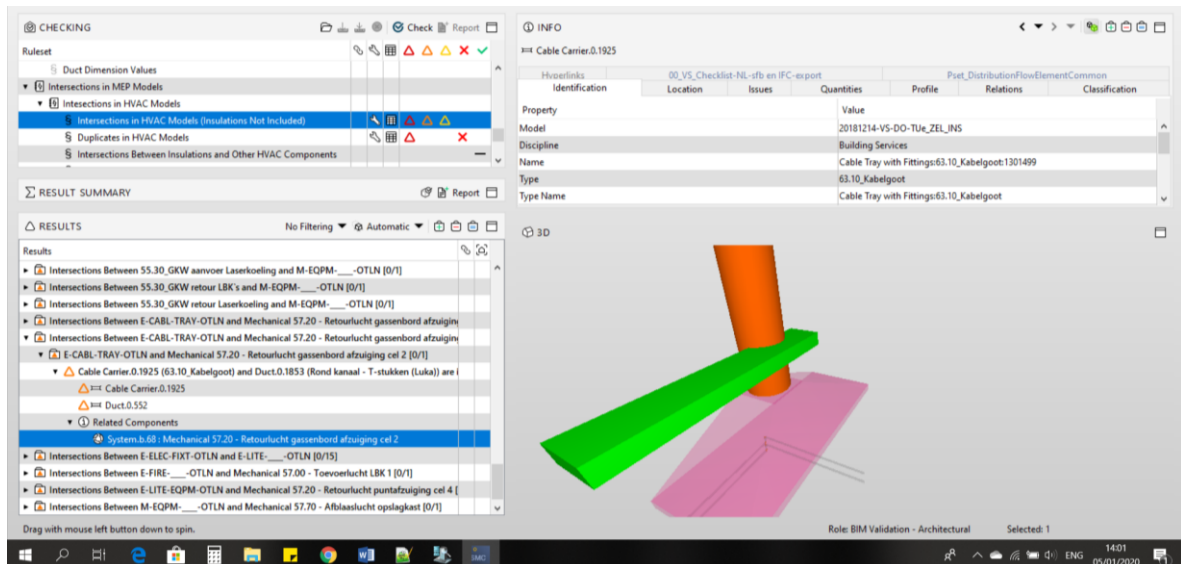 CHECKING
Check Report
Ruleset
§ Duct Dimension Values
Intersections in MEP Models
Intesections in HVAC Models
§ Intersections in HVAC Models (Insulations Not Included)
§ Duplicates in HVAC Models
§ Intersections Between Insulations and Other HVAC Components
RESULT SUMMARY
Report
RESULTS
No Filtering Automatic
Results
Intersections Between 55.30_GKW aanvoer Laserkoeling and M-EQPM-___-OTLN [0/1]
Intersections Between 55.30_GKW retour LBK's and M-EQPM-___-OTLN [0/1]
Intersections Between 55.30_GKW retour Laserkoeling and M-EQPM-___-OTLN [0/1]
Intersections Between E-CABL-TRAY-OTLN and Mechanical 57.20 - Retourlucht gassenbord afzuiging
Intersections Between E-CABL-TRAY-OTLN and Mechanical 57.20 - Retourlucht gassenbord afzuiging
E-CABL-TRAY-OTLN and Mechanical 57.20 - Retourlucht gassenbord afzuiging cel 2 [0/1]
Cable Carrier.0.1925 (63.10_Kabelgoot) and Duct.0.1853 (Rond kanaal - T-stukken (Luka)) are i
Cable Carrier.0.1925
Duct.0.552
Related Components
System.b.68 : Mechanical 57.20 - Retourlucht gassenbord afzuiging cel 2
Intersections Between E-ELEC-FIXT-OTLN and E-LITE-___-OTLN [0/15]
Intersections Between E-FIRE-___-OTLN and Mechanical 57.00 - Toevoerlucht LBK 1 [0/1]
Intersections Between E-LITE-EQPM-OTLN and Mechanical 57.20 - Retourlucht puntafzuiging cel 4 [
Intersections Between M-EQPM-___-OTLN and Mechanical 57.70 - Afblaaslucht opslagkast [0/1]
INFO
Cable Carrier.0.1925
Hyperlinks 00_VS_Checklist-NL-sfb en IFC-export Pset_DistributionFlowElementCommon
Identification Location Issues Quantities Profile Relations Classification
Property Value
Model 20181214-VS-DO-TUe_ZEL_INS
Discipline Building Services
Name Cable Tray with Fittings:63.10_Kabelgoot:1301499
Type 63.10_Kabelgoot
Type Name Cable Tray with Fittings:63.10_Kabelgoot
3D
Drag with mouse left button down to spin. Role: BIM Validation - Architectural Selected: 1
SMC ENG 14:01
05/01/2020